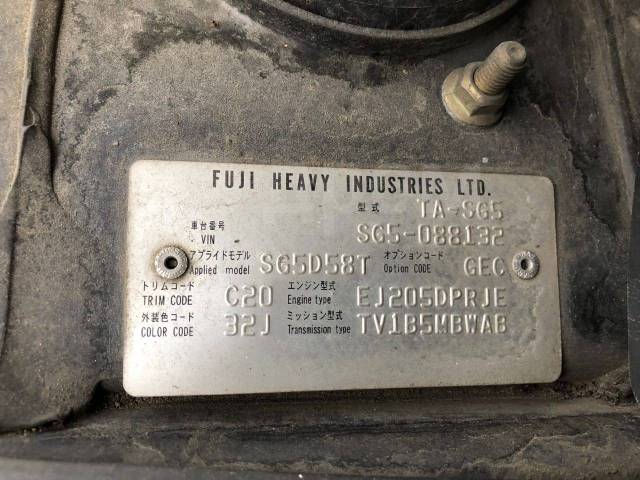 FUJI HEAVY INDUSTRIES LTD.
型式 TA-SG5
車台番号 VIN SG5-088132
アプライドモデル Applied model SG5D58T オプションコード Option CODE GEC
トリムコード TRIM CODE C20 エンジン型式 Engine type EJ205DPRJE
外装色コード COLOR CODE 32J ミッション型式 Transmission type TV1B5MBWAB